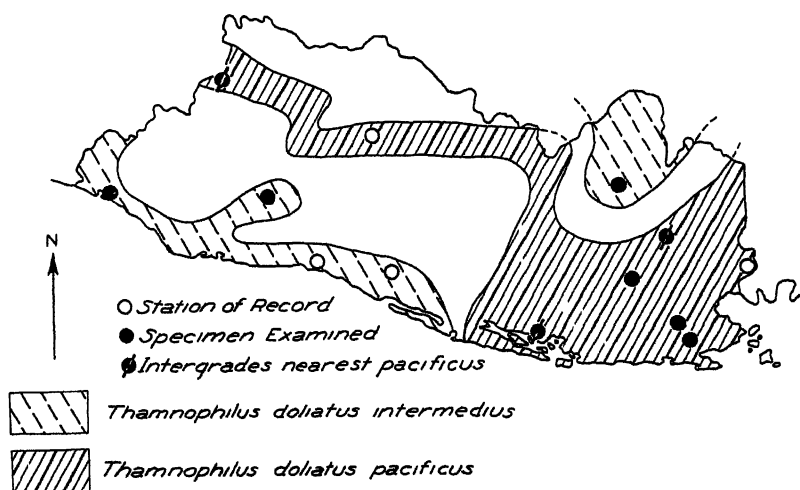 N
Station of Record
Specimen Examined
Intergrades nearest pacificus
Thamnophilus doliatus intermedius
Thamnophilus doliatus pacificus